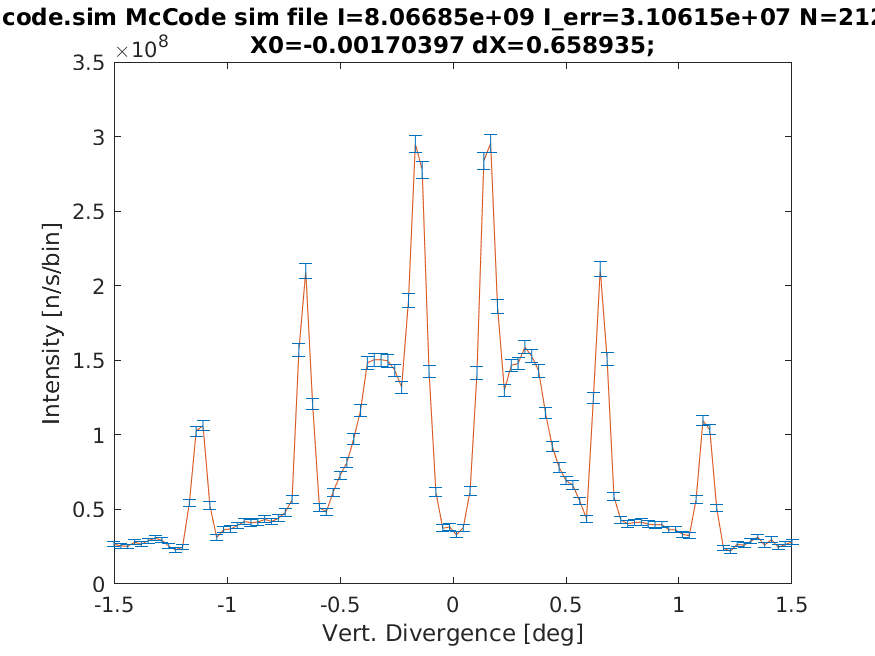 code.sim McCode sim file I=8.06685e+09 I_err=3.10615e+07 N=212
X0=-0.00170397 dX=0.658935;
×10^8
3.5
3
2.5
2
1.5
1
0.5
0
-1.5 -1 -0.5 0 0.5 1 1.5
Vert. Divergence [deg]
Intensity [n/s/bin]